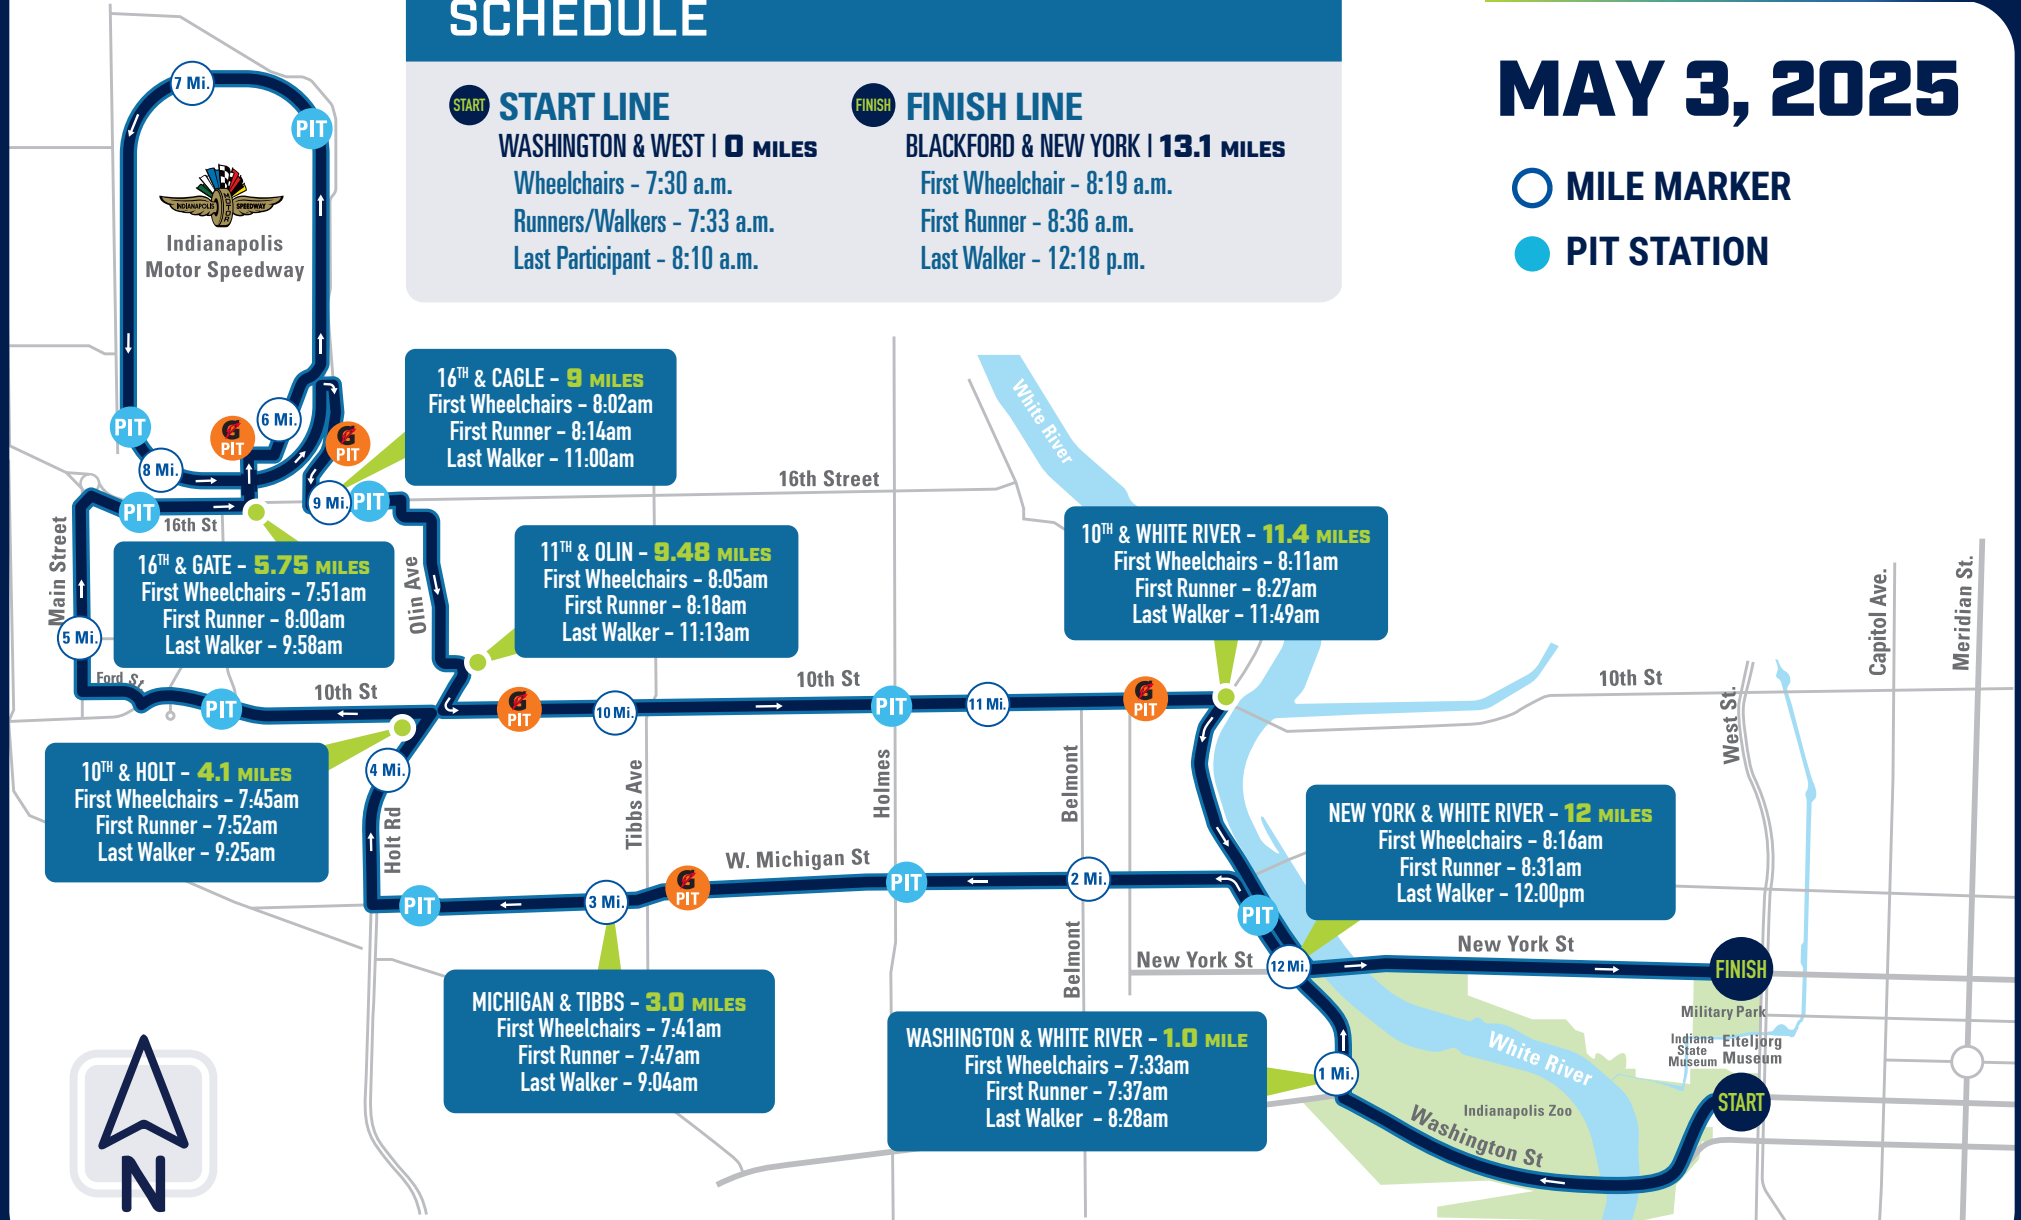 SCHEDULE
START
START LINE
WASHINGTON & WEST | 0 MILES
Wheelchairs - 7:30 a.m.
Runners/Walkers - 7:33 a.m.
Last Participant - 8:10 a.m.
FINISH
FINISH LINE
BLACKFORD & NEW YORK | 13.1 MILES
First Wheelchair - 8:19 a.m.
First Runner - 8:36 a.m.
Last Walker - 12:18 p.m.
MAY 3, 2025
MILE MARKER
PIT STATION
7 Mi.
PIT
INDIANAPOLIS MOTOR SPEEDWAY
Indianapolis
Motor Speedway
PIT
G
PIT
6 Mi.
G
PIT
8 Mi.
9 Mi.
PIT
PIT
16th St
Main Street
5 Mi.
Ford St.
16TH & CAGLE - 9 MILES
First Wheelchairs - 8:02am
First Runner - 8:14am
Last Walker - 11:00am
16th Street
White River
16TH & GATE - 5.75 MILES
First Wheelchairs - 7:51am
First Runner - 8:00am
Last Walker - 9:58am
Olin Ave
11TH & OLIN - 9.48 MILES
First Wheelchairs - 8:05am
First Runner - 8:18am
Last Walker - 11:13am
10TH & WHITE RIVER - 11.4 MILES
First Wheelchairs - 8:11am
First Runner - 8:27am
Last Walker - 11:49am
Capitol Ave.
Meridian St.
West St.
PIT
10th St
G
PIT
10 Mi.
10th St
PIT
11 Mi.
G
PIT
10th St
10TH & HOLT - 4.1 MILES
First Wheelchairs - 7:45am
First Runner - 7:52am
Last Walker - 9:25am
4 Mi.
Holt Rd
Tibbs Ave
Holmes
Belmont
NEW YORK & WHITE RIVER - 12 MILES
First Wheelchairs - 8:16am
First Runner - 8:31am
Last Walker - 12:00pm
PIT
3 Mi.
G
PIT
W. Michigan St
PIT
2 Mi.
PIT
Belmont
New York St
12 Mi.
New York St
FINISH
MICHIGAN & TIBBS - 3.0 MILES
First Wheelchairs - 7:41am
First Runner - 7:47am
Last Walker - 9:04am
WASHINGTON & WHITE RIVER - 1.0 MILE
First Wheelchairs - 7:33am
First Runner - 7:37am
Last Walker - 8:28am
1 Mi.
White River
Military Park
Indiana
State
Museum
Eiteljorg
Museum
START
Indianapolis Zoo
Washington St
N